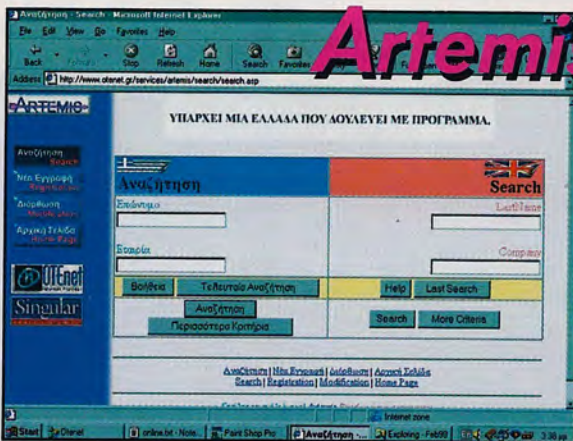 Αναζήτηση - Search - Microsoft Internet Explorer
Artemis
File Edit View Go Favorites Help
Back Stop Refresh Home Search Favorites
Address http://www.otenet.gr/services/artemis/search/search.asp
ARTEMIS
ΥΠΑΡΧΕΙ ΜΙΑ ΕΛΛΑΔΑ ΠΟΥ ΔΟΥΛΕΥΕΙ ΜΕ ΠΡΟΓΡΑΜΜΑ.
Αναζήτηση
Search
Νέα Εγγραφή
Registration
Διόρθωση
Modification
Αρχική Σελίδα
Home Page
OTEnet
Singular
Αναζήτηση
Search
Επώνυμο
LastName
Εταιρία
Company
Βοήθεια Τελευταία Αναζήτηση
Help Last Search
Αναζήτηση
Περισσότερα Κριτήρια
Search More Criteria
Αναζήτηση | Νέα Εγγραφή | Διόρθωση | Αρχική Σελίδα
Search | Registration | Modification | Home Page
Internet zone
Start Otenet online.txt - Note... Paint Shop Pro Αναζήτηση - ... Exploring - Feb98 3:38 μμ